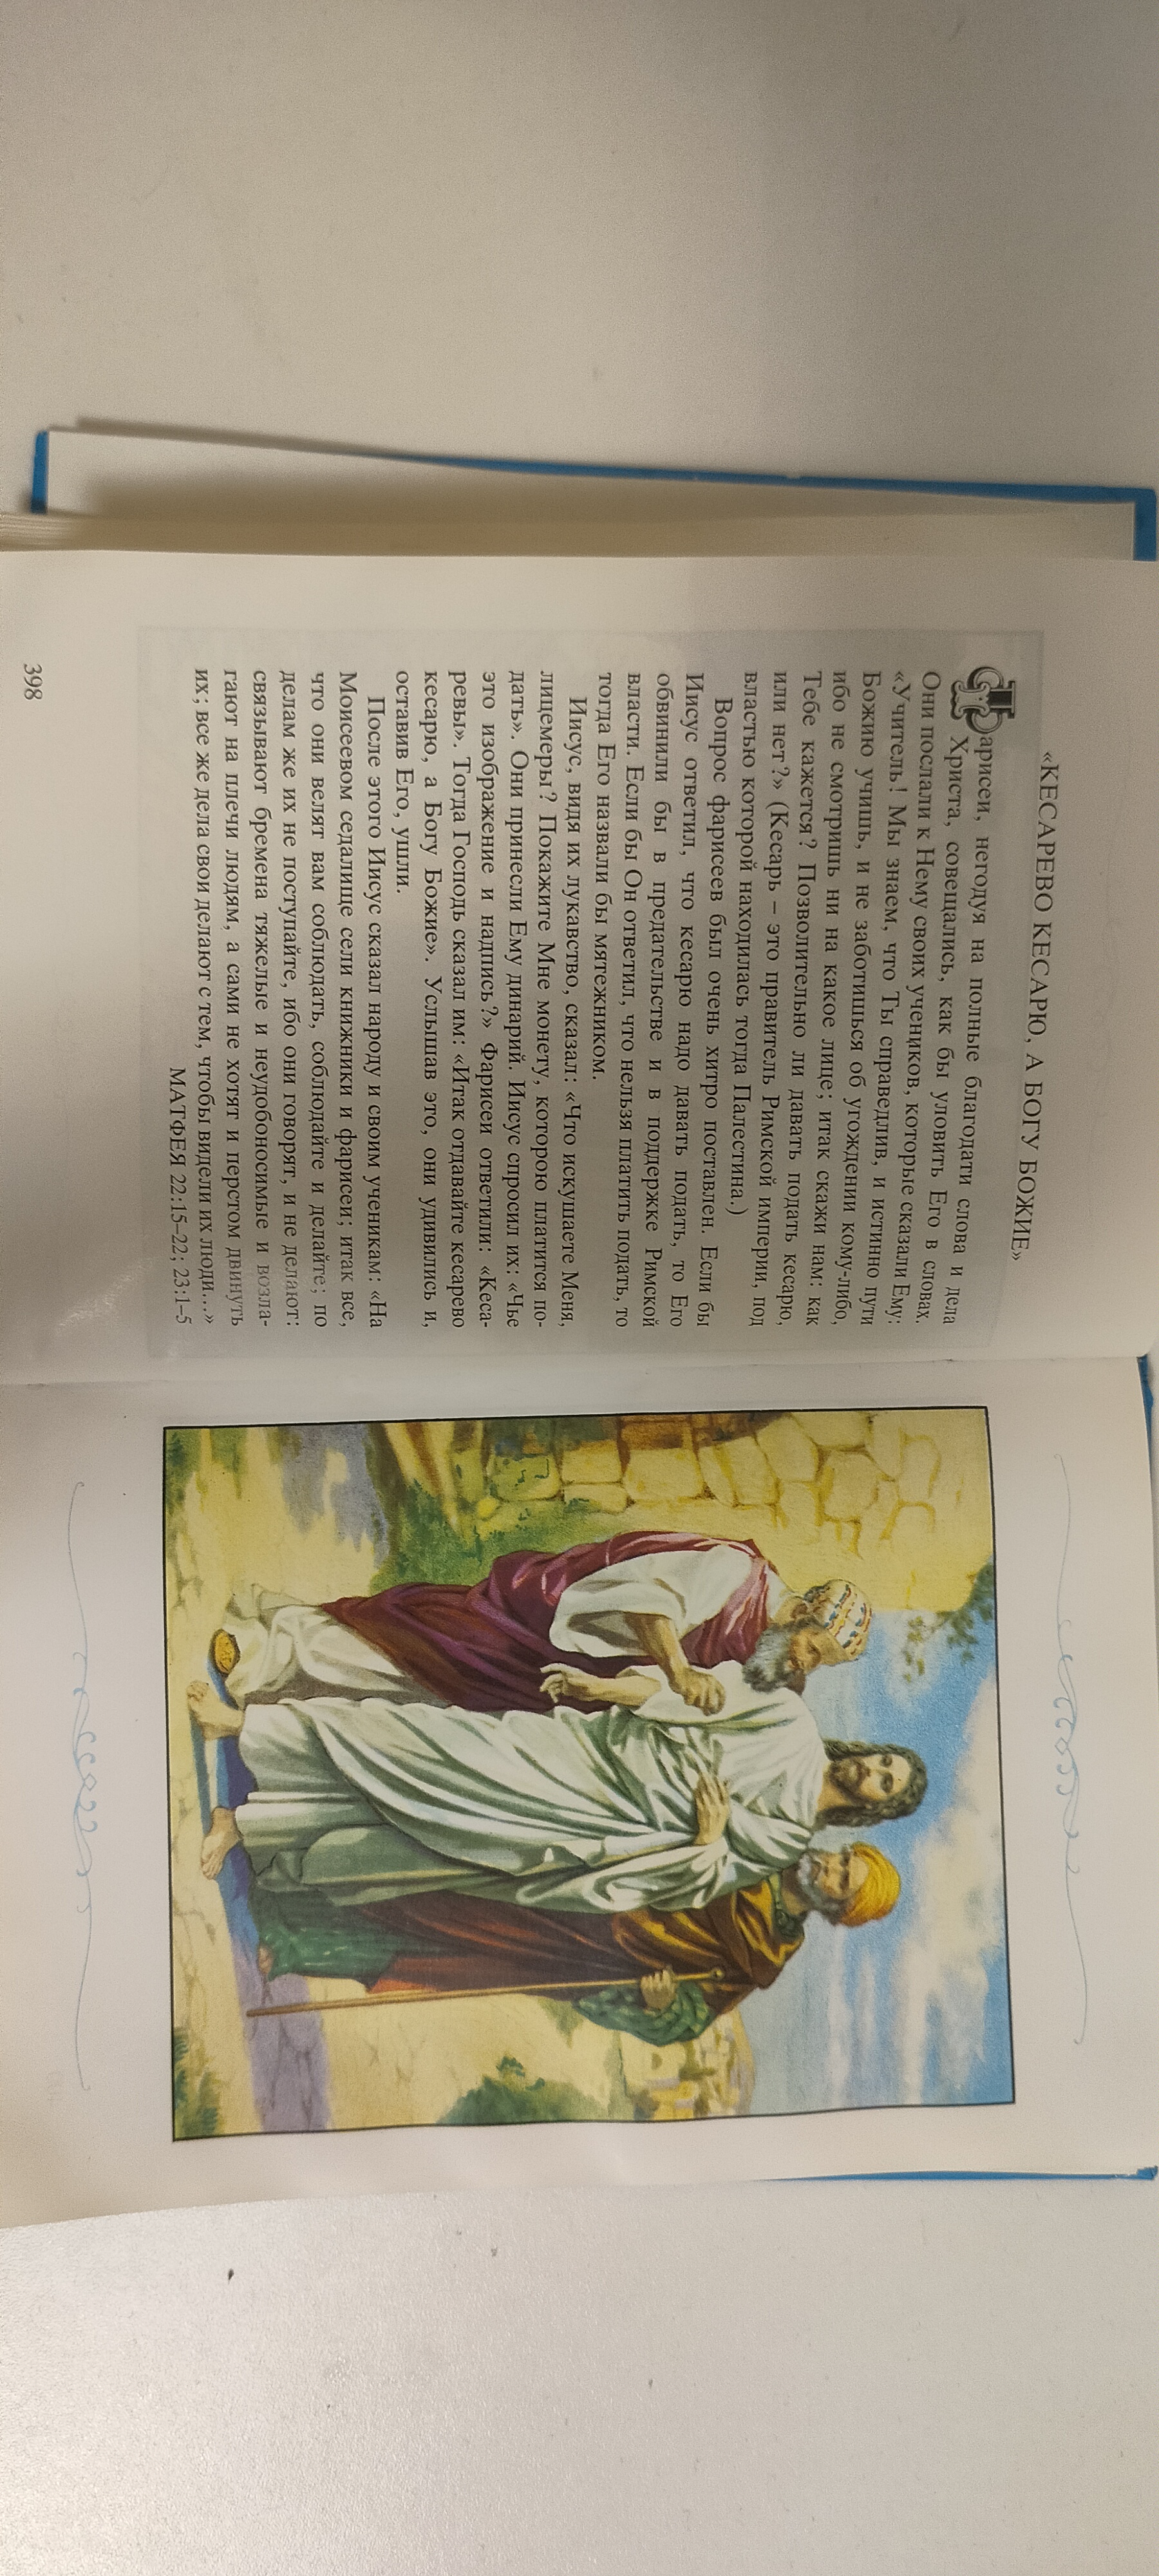 «КЕСАРЕВО КЕСАРЮ, А БОГУ БОЖИЕ»
Фарисеи, негодуя на полные благодати слова и дела
Христа, совещались, как бы уловить Его в словах.
Они послали к Нему своих учеников, которые сказали Ему:
«Учитель! Мы знаем, что Ты справедлив, и истинно пути
Божию учишь, и не заботишься об угождении кому-либо,
ибо не смотришь ни на какое лице; итак скажи нам: как
Тебе кажется? Позволительно ли давать подать кесарю,
или нет?» (Кесарь – это правитель Римской империи, под
властью которой находилась тогда Палестина.)
Вопрос фарисеев был очень хитро поставлен. Если бы
Иисус ответил, что кесарю надо давать подать, то Его
обвинили бы в предательстве и в поддержке Римской
власти. Если бы Он ответил, что нельзя платить подать, то
тогда Его назвали бы мятежником.
Иисус, видя их лукавство, сказал: «Что искушаете Меня,
лицемеры? Покажите Мне монету, которою платится по-
дать». Они принесли Ему динарий. Иисус спросил их: «Чье
это изображение и надпись?» Фарисеи ответили: «Кеса-
ревы». Тогда Господь сказал им: «Итак отдавайте кесарево
кесарю, а Богу Божие». Услышав это, они удивились и,
оставив Его, ушли.
После этого Иисус сказал народу и своим ученикам: «На
Моисеевом седалище сели книжники и фарисеи; итак все,
что они велят вам соблюдать, соблюдайте и делайте; по
делам же их не поступайте, ибо они говорят, и не делают:
связывают бремена тяжелые и неудобоносимые и возла-
гают на плечи людям, а сами не хотят и перстом двинуть
их; все же дела свои делают с тем, чтобы видели их люди...»
МАТФЕЯ 22:15–22; 23:1–5
398